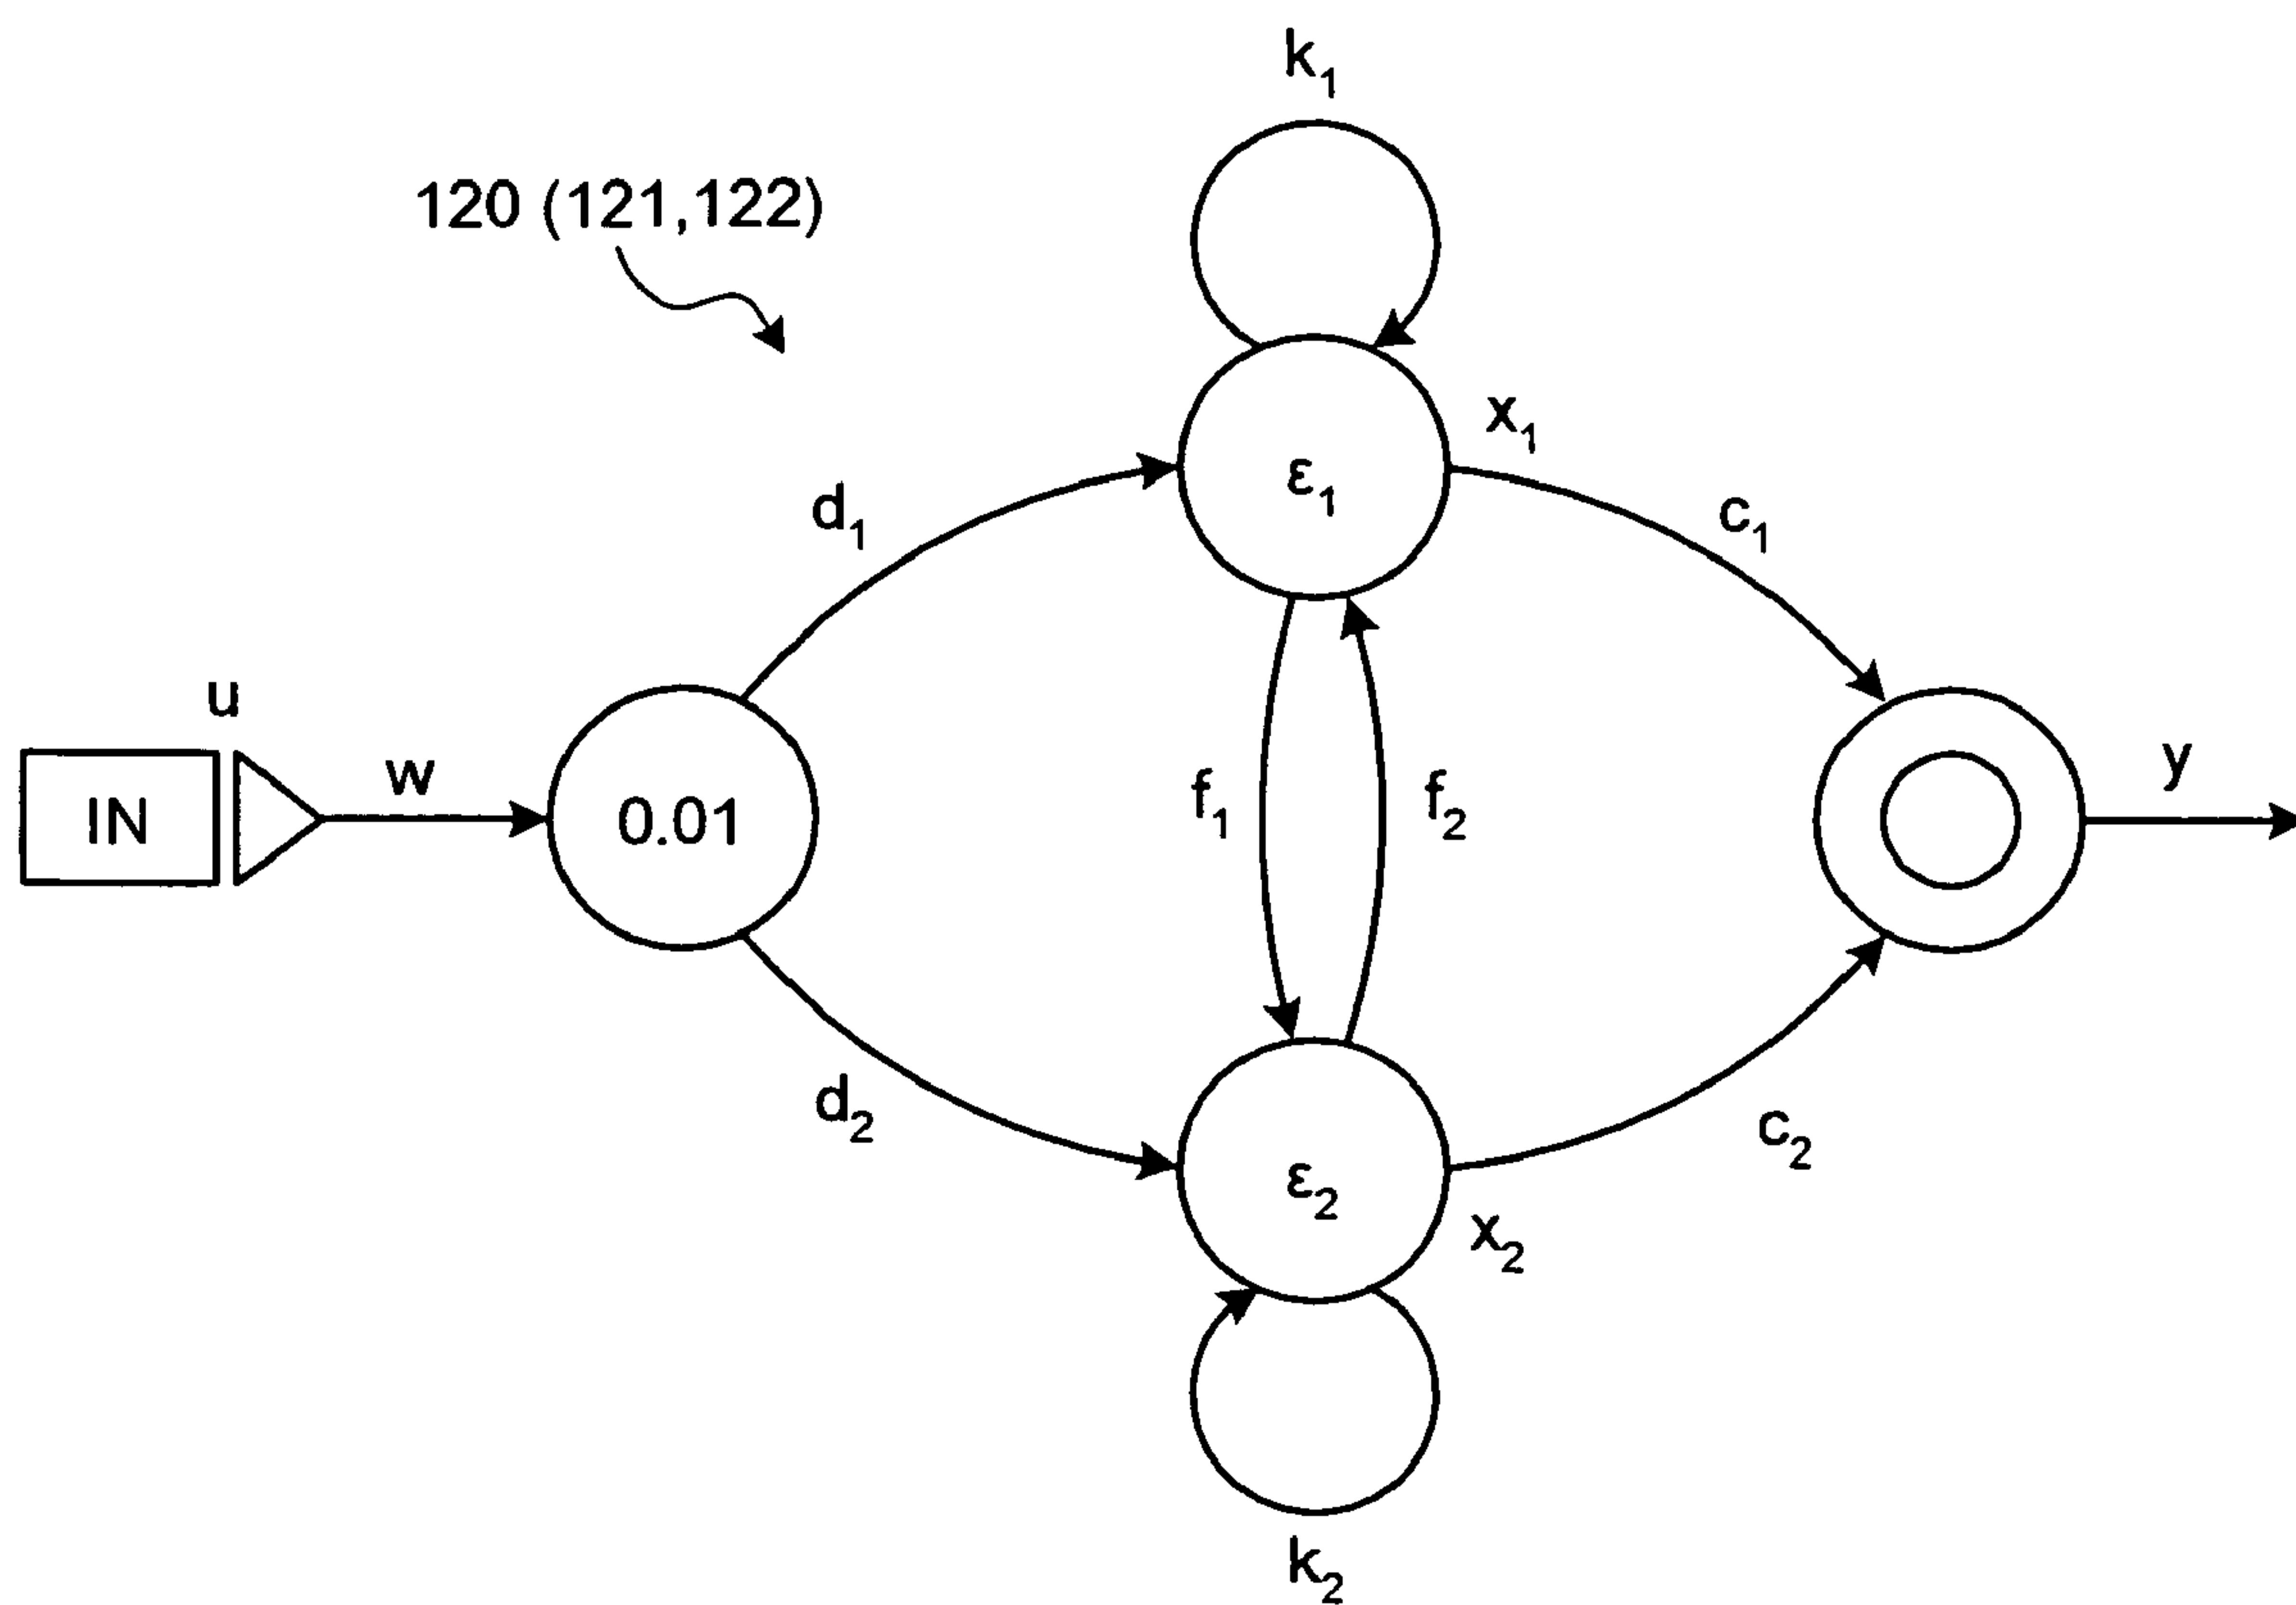 k₁
120 (121,122)
x₁
ε₁
d₁
c₁
u
w
y
IN
0.01
f₁
f₂
d₂
c₂
ε₂
x₂
k₂